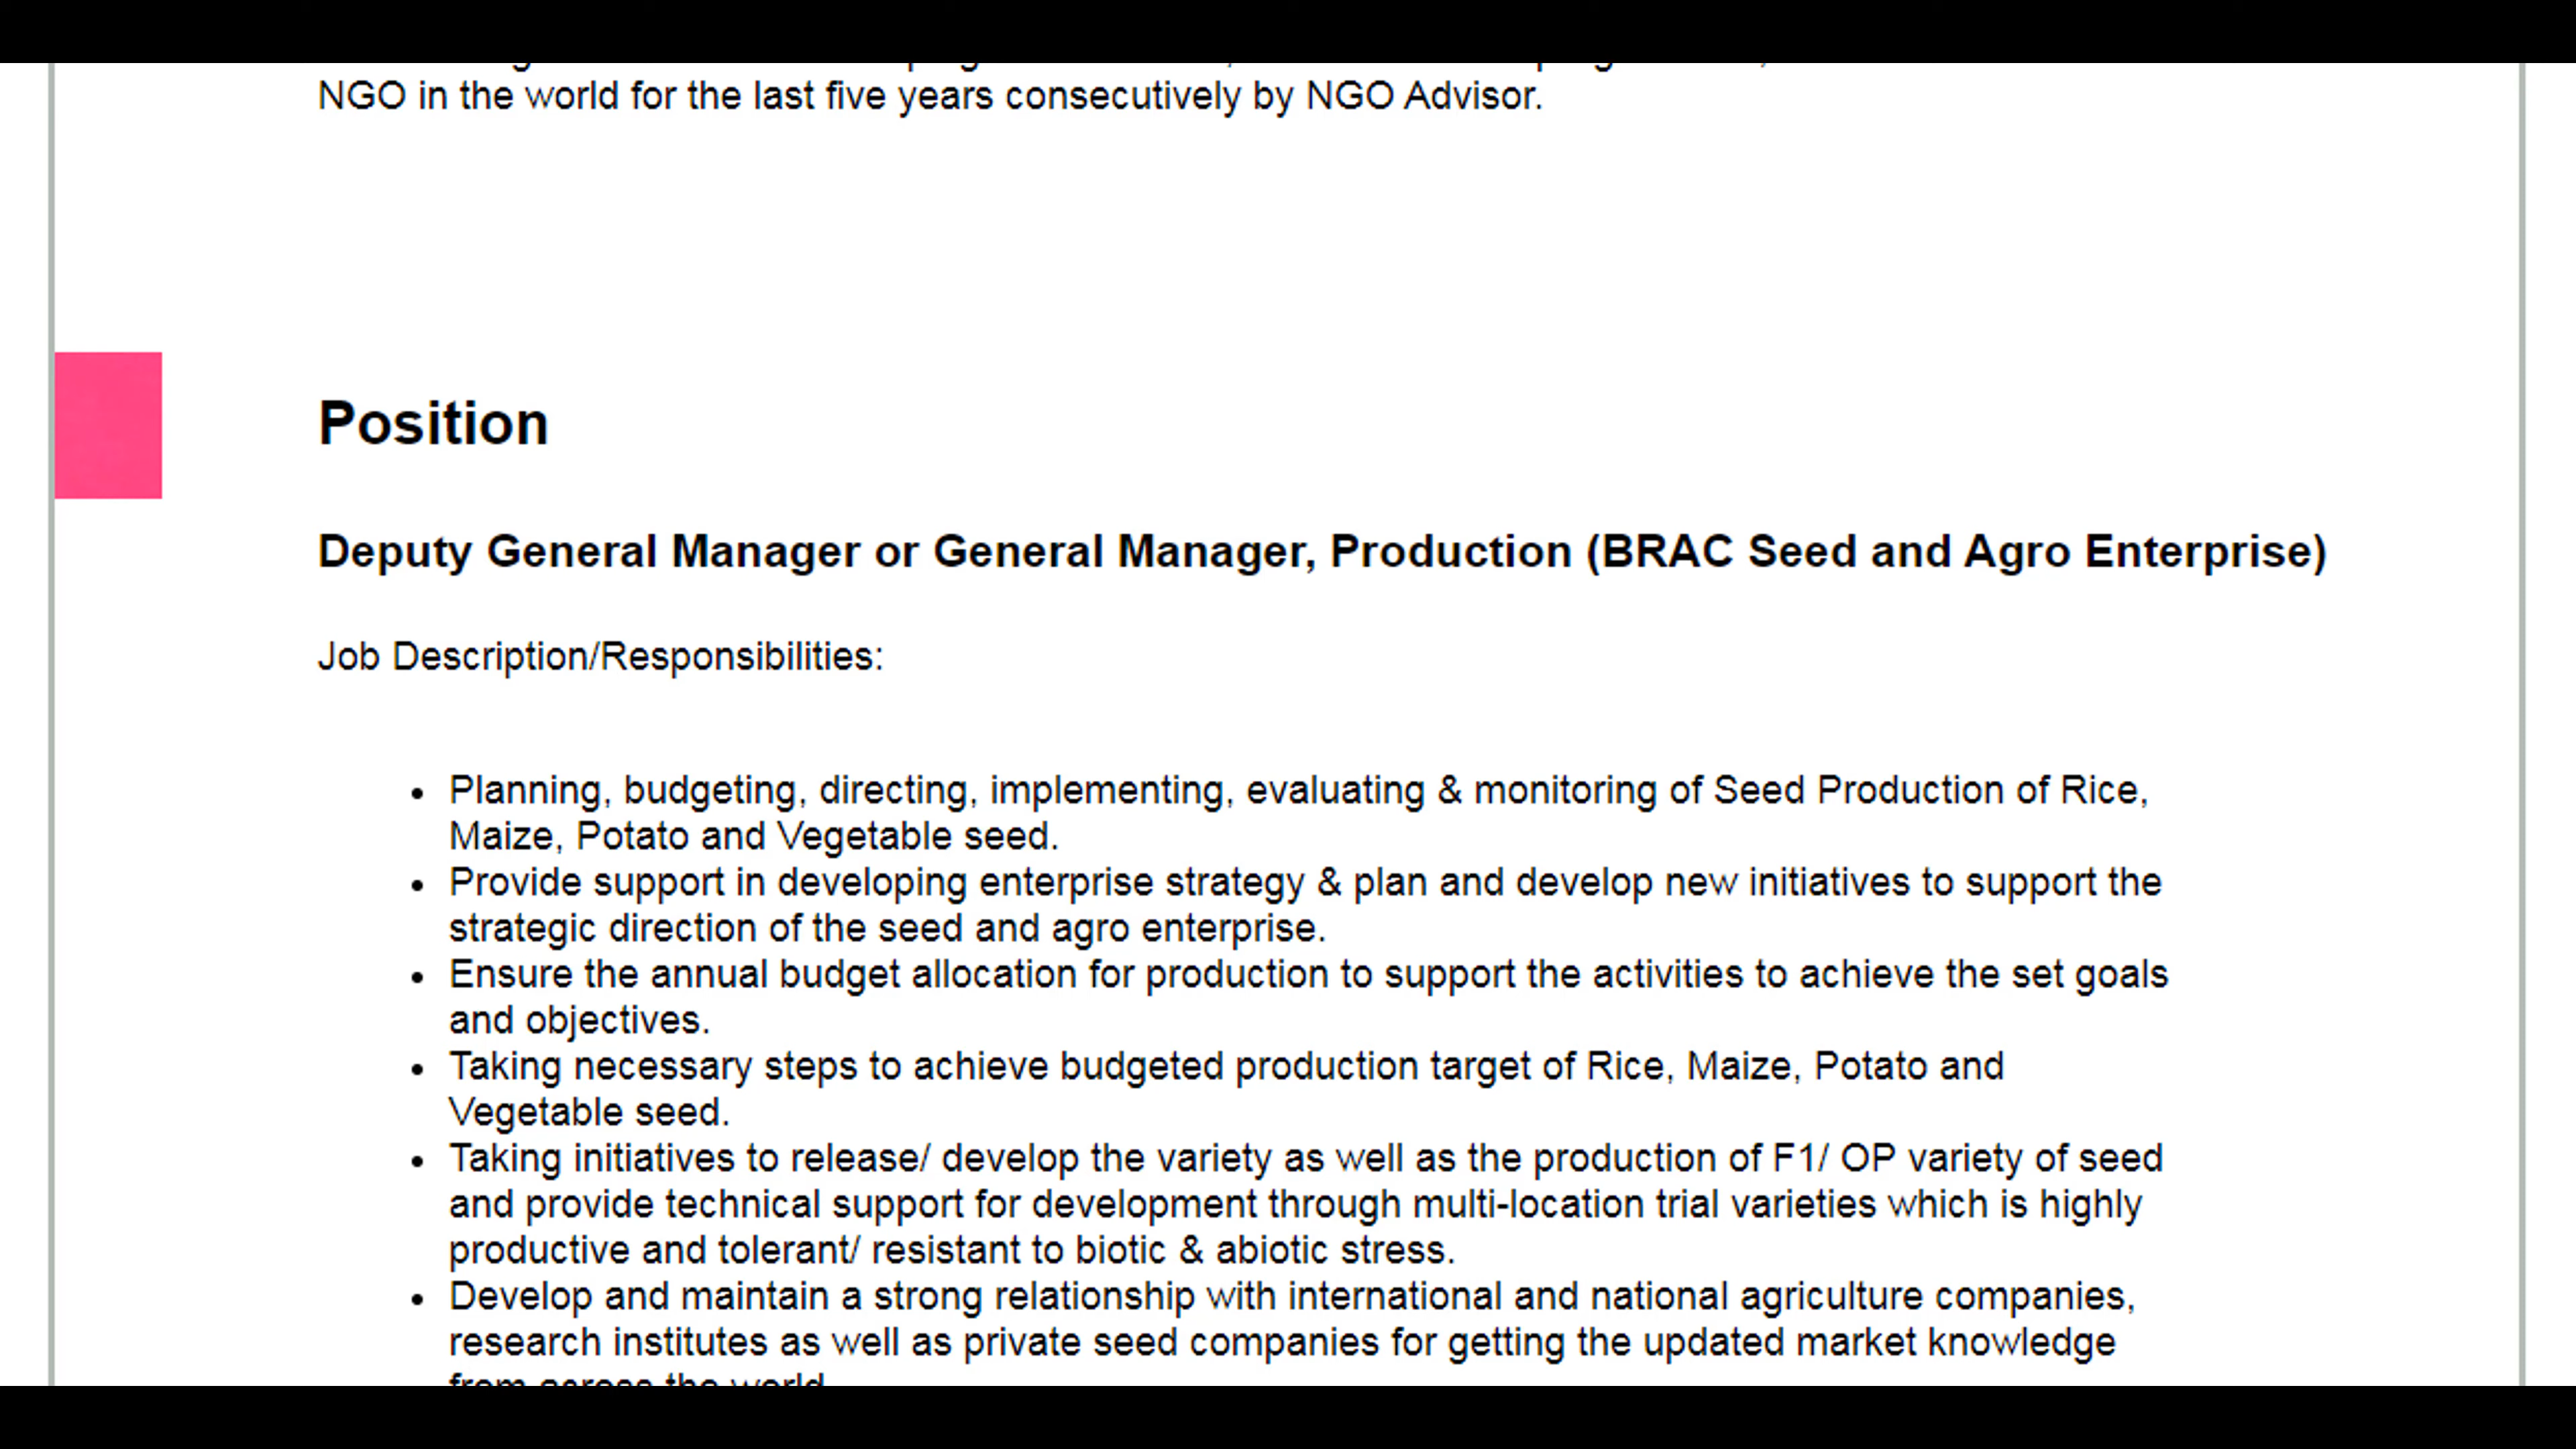 NGO in the world for the last five years consecutively by NGO Advisor.
Position
Deputy General Manager or General Manager, Production (BRAC Seed and Agro Enterprise)
Job Description/Responsibilities:
• Planning, budgeting, directing, implementing, evaluating & monitoring of Seed Production of Rice,
Maize, Potato and Vegetable seed.
• Provide support in developing enterprise strategy & plan and develop new initiatives to support the
strategic direction of the seed and agro enterprise.
• Ensure the annual budget allocation for production to support the activities to achieve the set goals
and objectives.
• Taking necessary steps to achieve budgeted production target of Rice, Maize, Potato and
Vegetable seed.
• Taking initiatives to release/ develop the variety as well as the production of F1/ OP variety of seed
and provide technical support for development through multi-location trial varieties which is highly
productive and tolerant/ resistant to biotic & abiotic stress.
• Develop and maintain a strong relationship with international and national agriculture companies,
research institutes as well as private seed companies for getting the updated market knowledge
from across the world